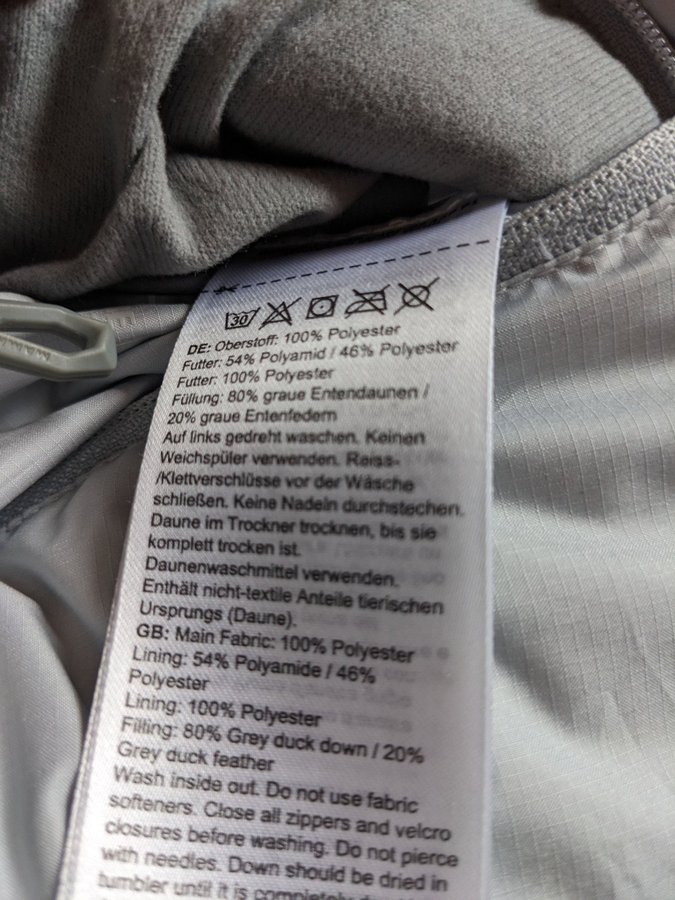 30
DE: Oberstoff: 100% Polyester
Futter: 54% Polyamid / 46% Polyester
Futter: 100% Polyester
Füllung: 80% graue Entendaunen /
20% graue Entenfedern
Auf links gedreht waschen. Keinen
Weichspüler verwenden. Reiss-
/Klettverschlüsse vor der Wäsche
schließen. Keine Nadeln durchstechen.
Daune im Trockner trocknen, bis sie
komplett trocken ist.
Daunenwaschmittel verwenden.
Enthält nicht-textile Anteile tierischen
Ursprungs (Daune).
GB: Main Fabric: 100% Polyester
Lining: 54% Polyamide / 46%
Polyester
Lining: 100% Polyester
Filling: 80% Grey duck down / 20%
Grey duck feather
Wash inside out. Do not use fabric
softeners. Close all zippers and velcro
closures before washing. Do not pierce
with needles. Down should be dried in
tumbler until it is completely